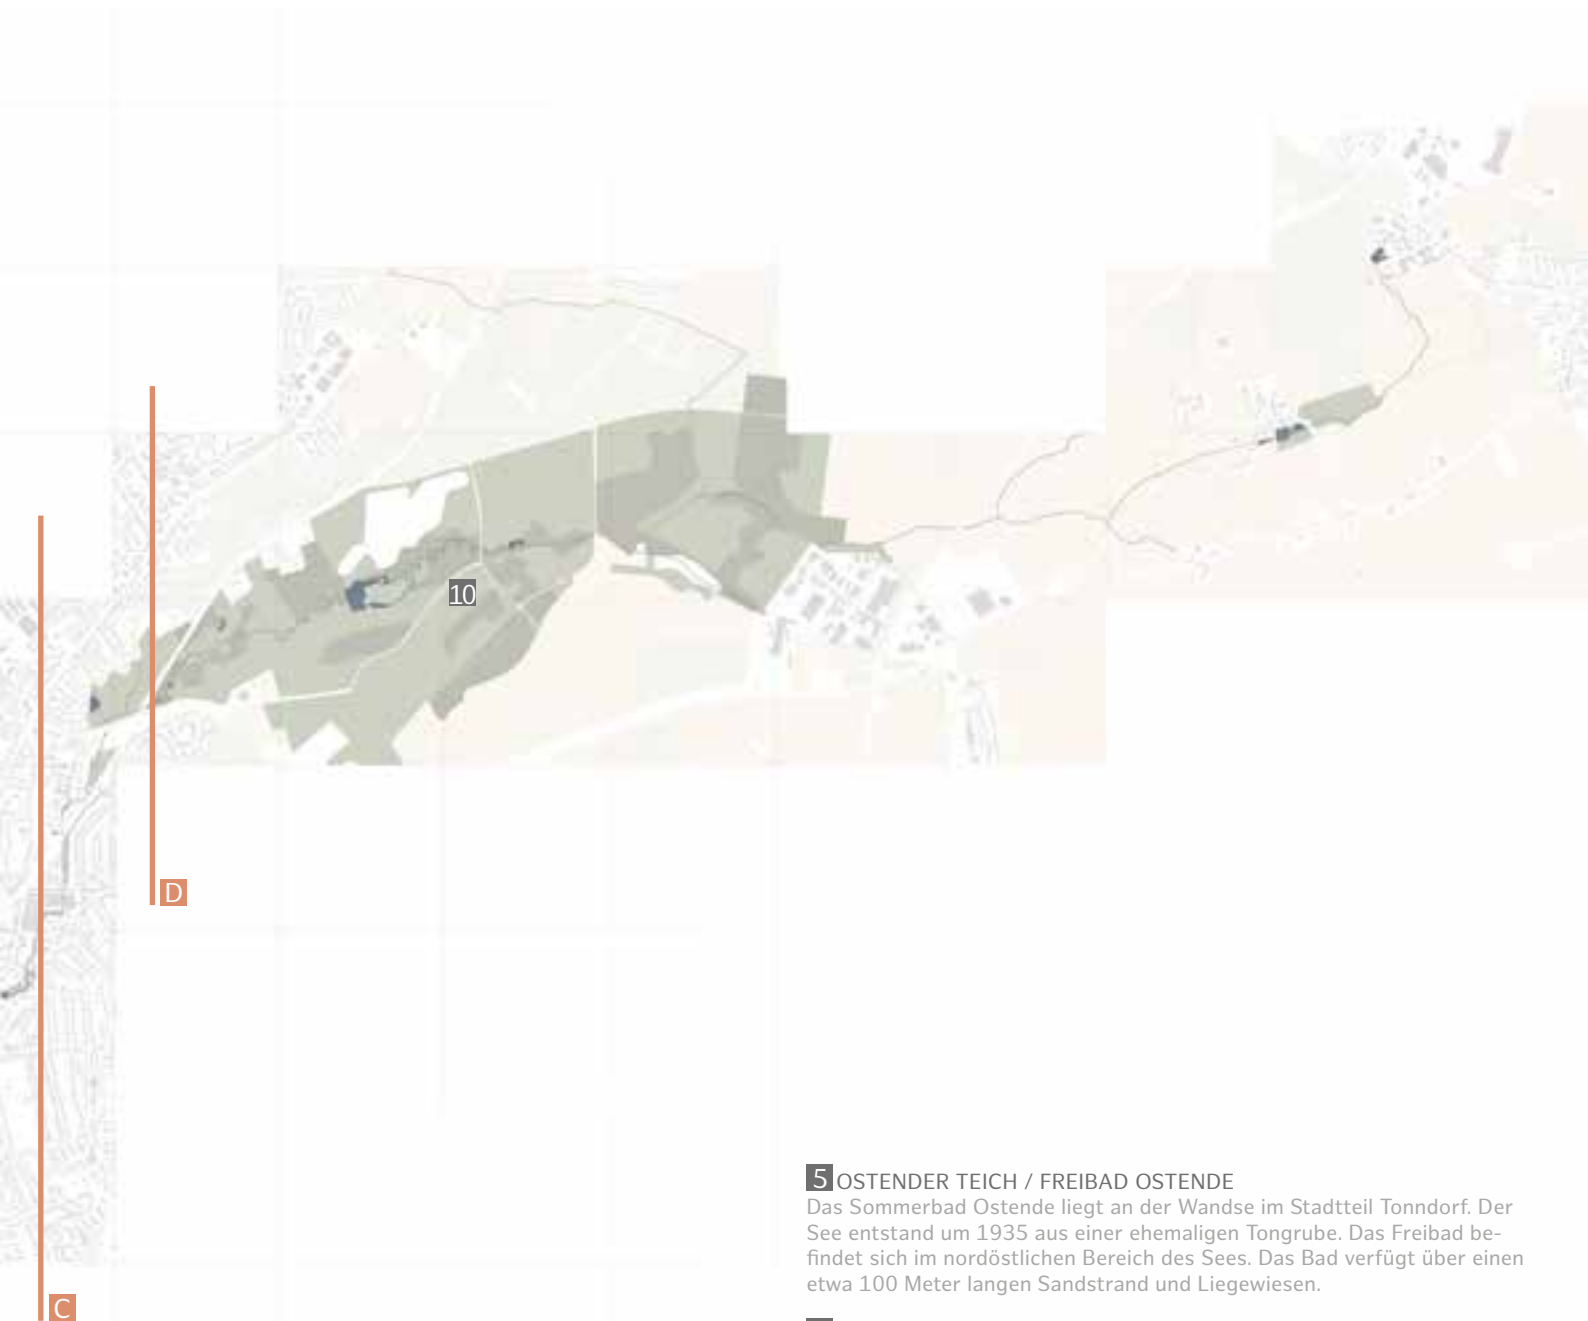 10
D
C
5 OSTENDER TEICH / FREIBAD OSTENDE
Das Sommerbad Ostende liegt an der Wandse im Stadtteil Tonndorf. Der
See entstand um 1935 aus einer ehemaligen Tongrube. Das Freibad be-
findet sich im nordöstlichen Bereich des Sees. Das Bad verfügt über einen
etwa 100 Meter langen Sandstrand und Liegewiesen.